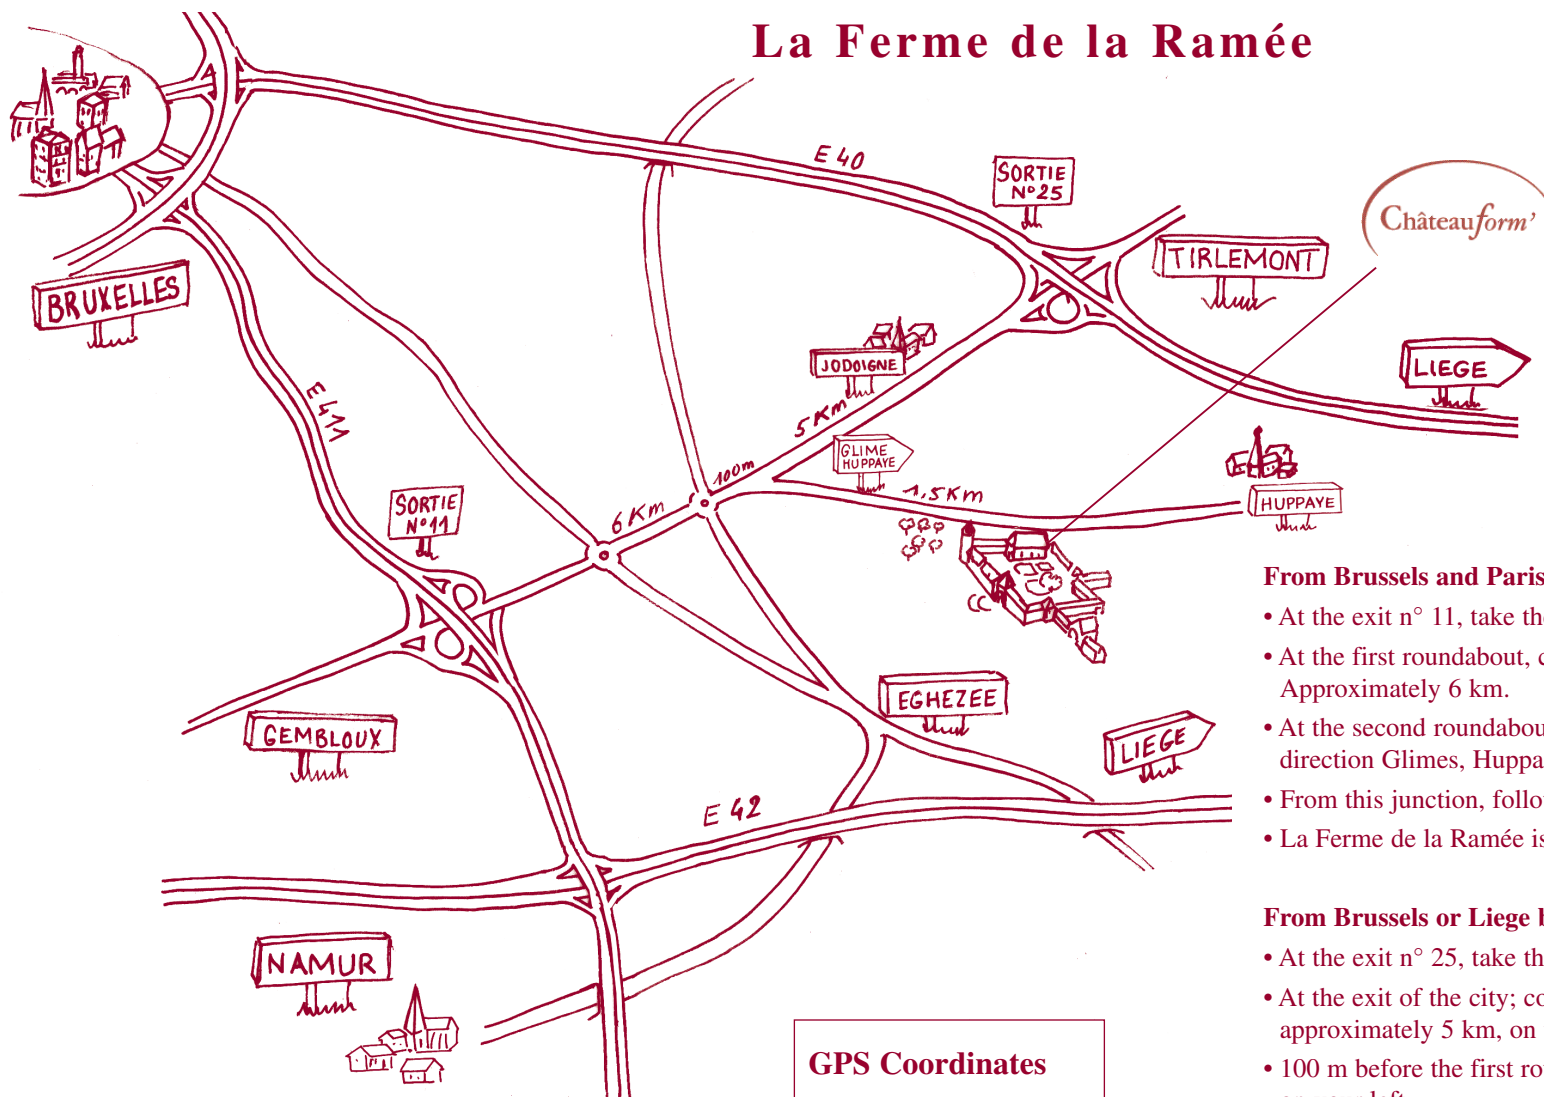 La Ferme de la Ramée
E 40
SORTIE
N°25
Châteauform'
TIRLEMONT
BRUXELLES
LIEGE
JODOIGNE
E411
5 Km
GLIME
HUPPAYE
100m
1,5Km
HUPPAYE
SORTIE
N°11
6 Km
From Brussels and Paris
• At the exit n° 11, take the
• At the first roundabout, c
Approximately 6 km.
• At the second roundabou
direction Glimes, Huppa
• From this junction, follo
• La Ferme de la Ramée is
EGHEZEE
GEMBLOUX
LIEGE
E 42
NAMUR
From Brussels or Liege b
• At the exit n° 25, take th
• At the exit of the city; co
approximately 5 km, on
• 100 m before the first ro
GPS Coordinates